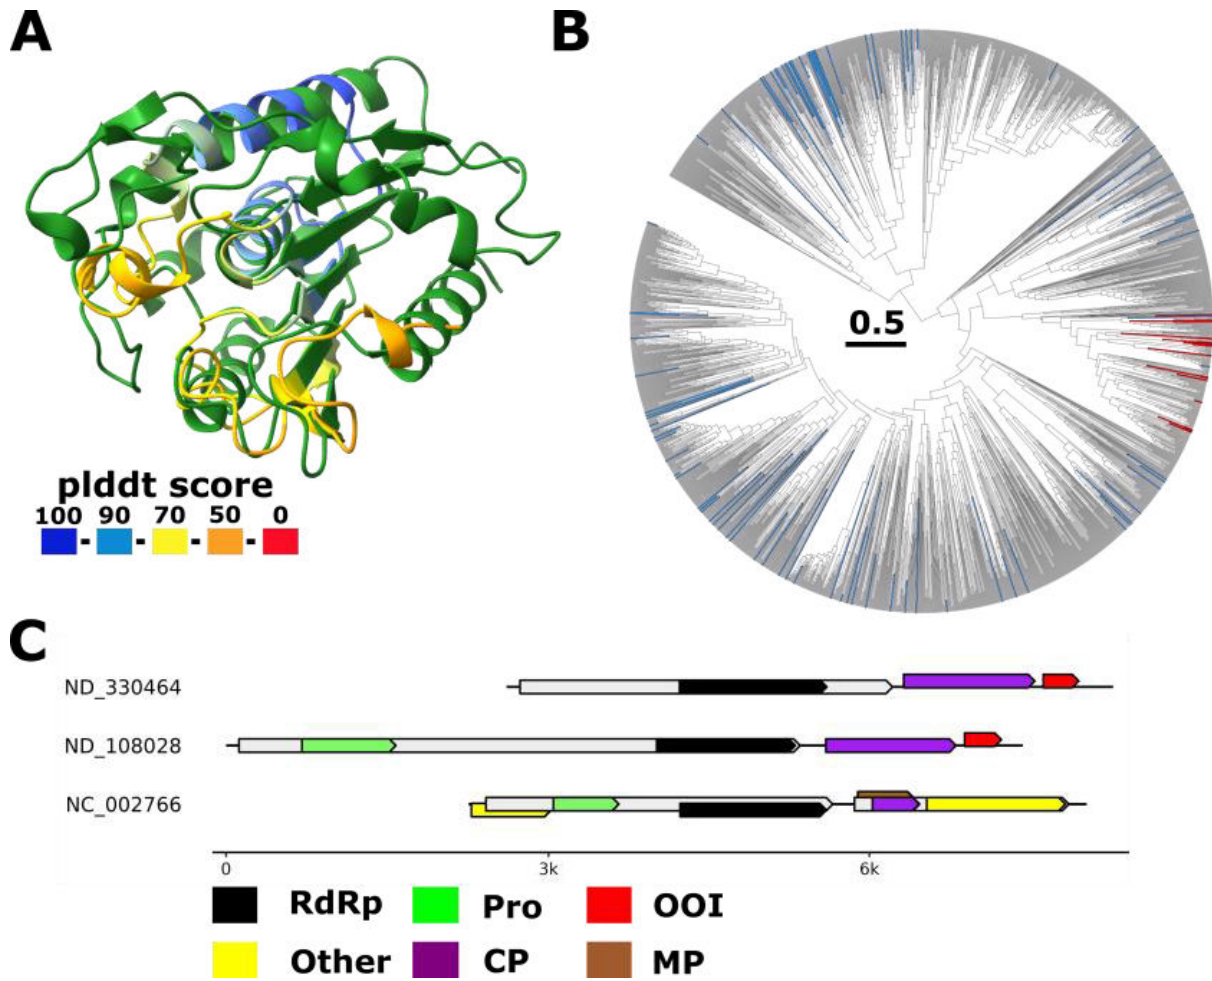 A
B
plddt score
100 90 70 50 0
- - - -
0.5
C
ND_330464
ND_108028
NC_002766
0 3k 6k
RdRp Pro OOI
Other CP MP